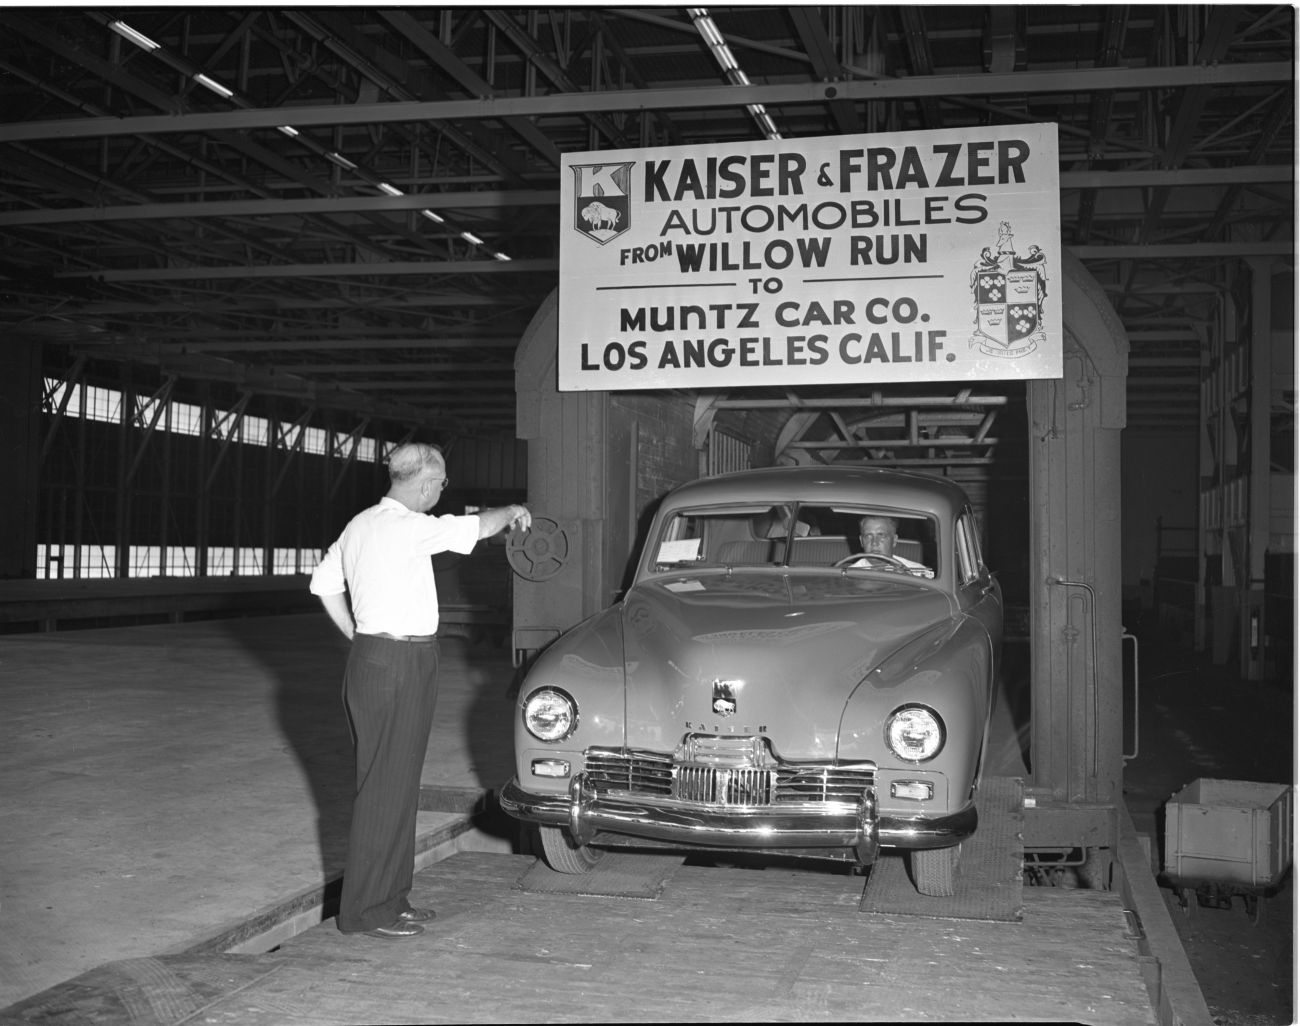 K
KAISER & FRAZER
AUTOMOBILES
FROM WILLOW RUN
TO
MUNTZ CAR CO.
LOS ANGELES CALIF.
K
KAISER